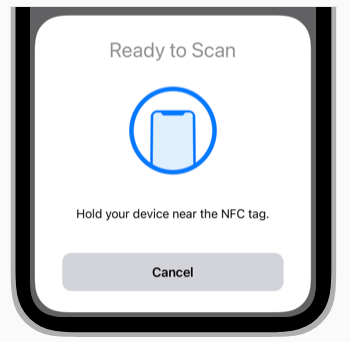 Ready to Scan
Hold your device near the NFC tag.
Cancel